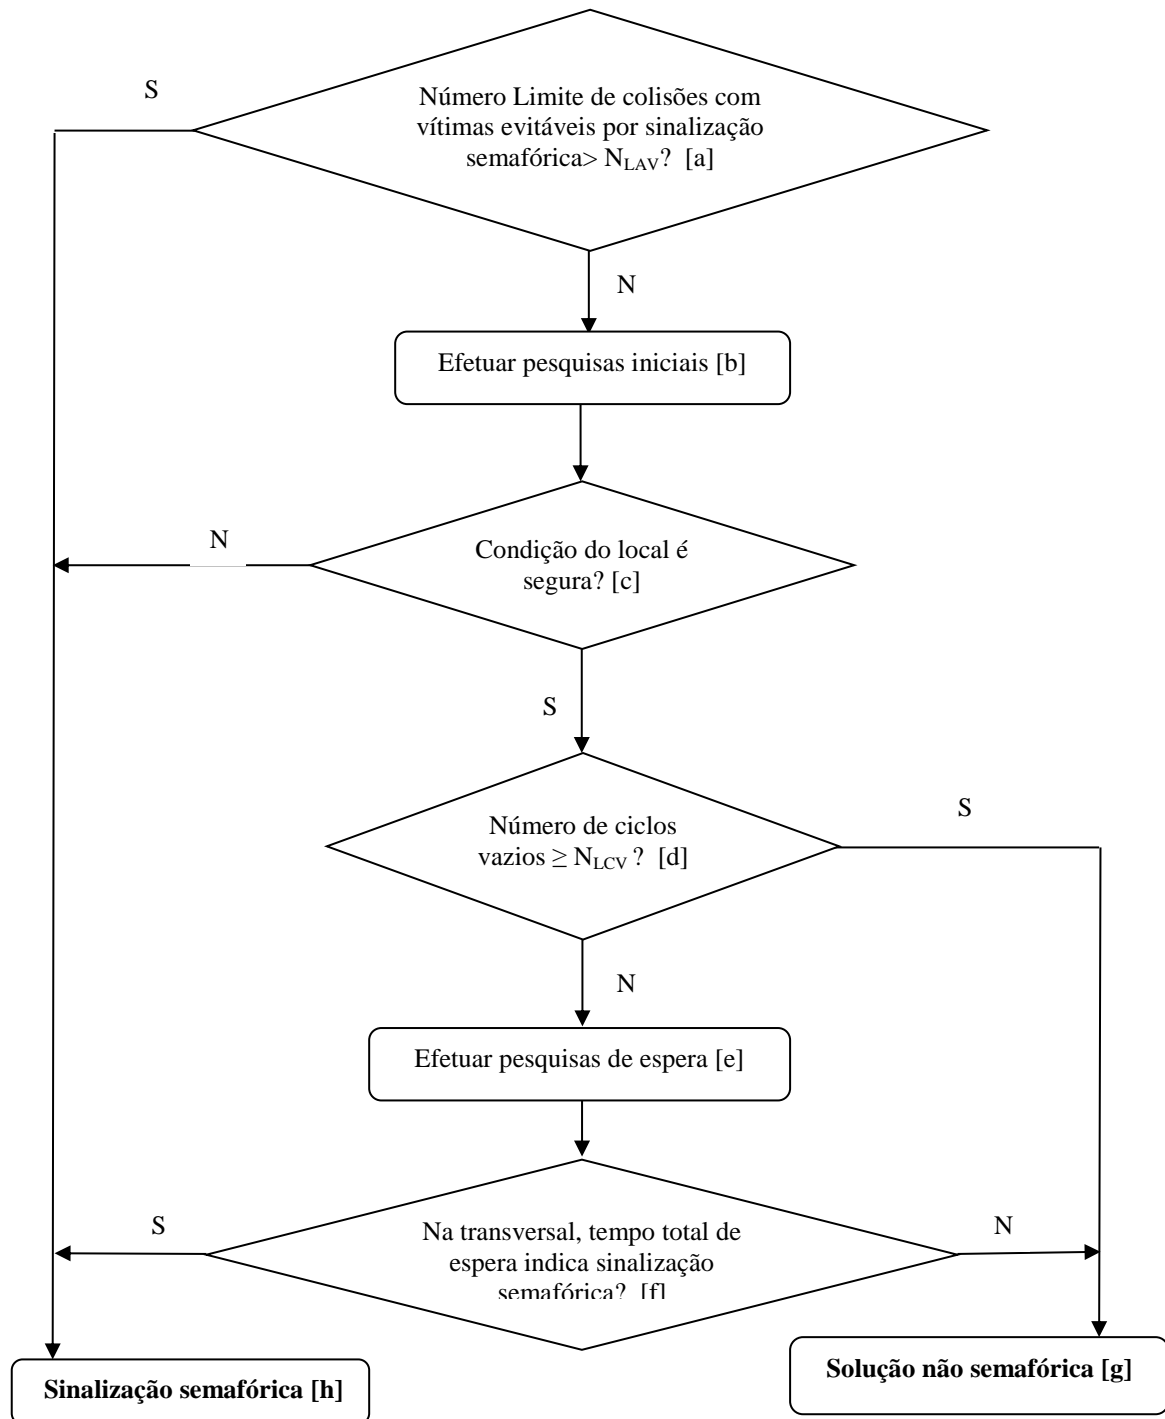 S
Número Limite de colisões com
vítimas evitáveis por sinalização
semafórica> NLAV? [a]
N
Efetuar pesquisas iniciais [b]
N
Condição do local é
segura? [c]
S
Número de ciclos
vazios ≥ NLCV ? [d]
S
N
Efetuar pesquisas de espera [e]
S
Na transversal, tempo total de
espera indica sinalização
semafórica? [f]
N
Sinalização semafórica [h]
Solução não semafórica [g]